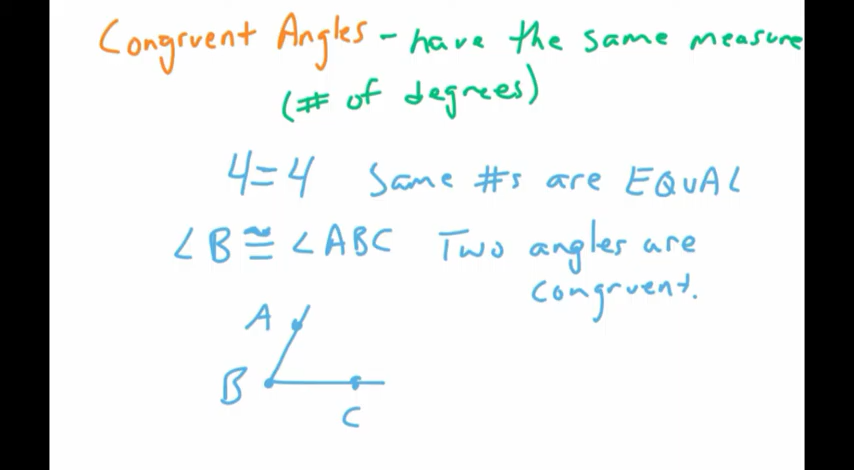 Congruent Angles - have the same measure
(# of degrees)
4=4 Same #s are EQUAL
∠B ≅ ∠ABC Two angles are
congruent.
A
B
C